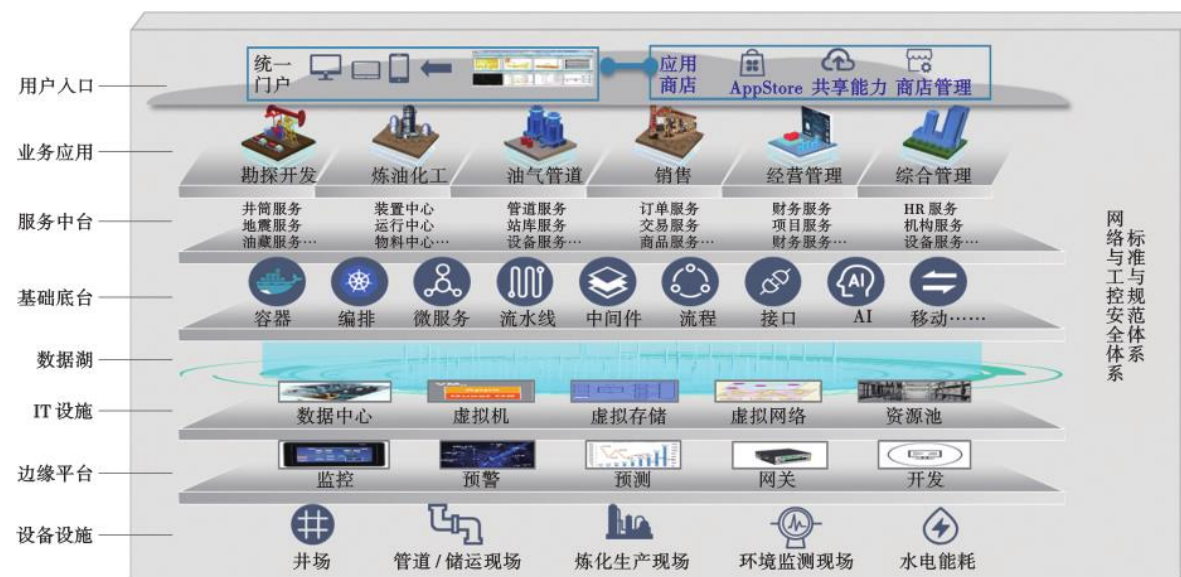 用户入口
统一
门户
应用
商店
AppStore 共享能力 商店管理
业务应用
勘探开发 炼油化工 油气管道 销售 经营管理 综合管理
服务中台
井筒服务 装置中心 管道服务 订单服务 财务服务 HR 服务
地震服务 运行中心 站库服务 交易服务 项目服务 机构服务
油藏服务… 物料中心… 设备服务… 商品服务… 财务服务… 设备服务…
基础底台
AI
容器 编排 微服务 流水线 中间件 流程 接口 AI 移动……
数据湖
IT 设施
数据中心 虚拟机 虚拟存储 虚拟网络 资源池
边缘平台
监控 预警 预测 网关 开发
设备设施
井场 管道 / 储运现场 炼化生产现场 环境监测现场 水电能耗
标准与规范体系
网络与工控安全体系